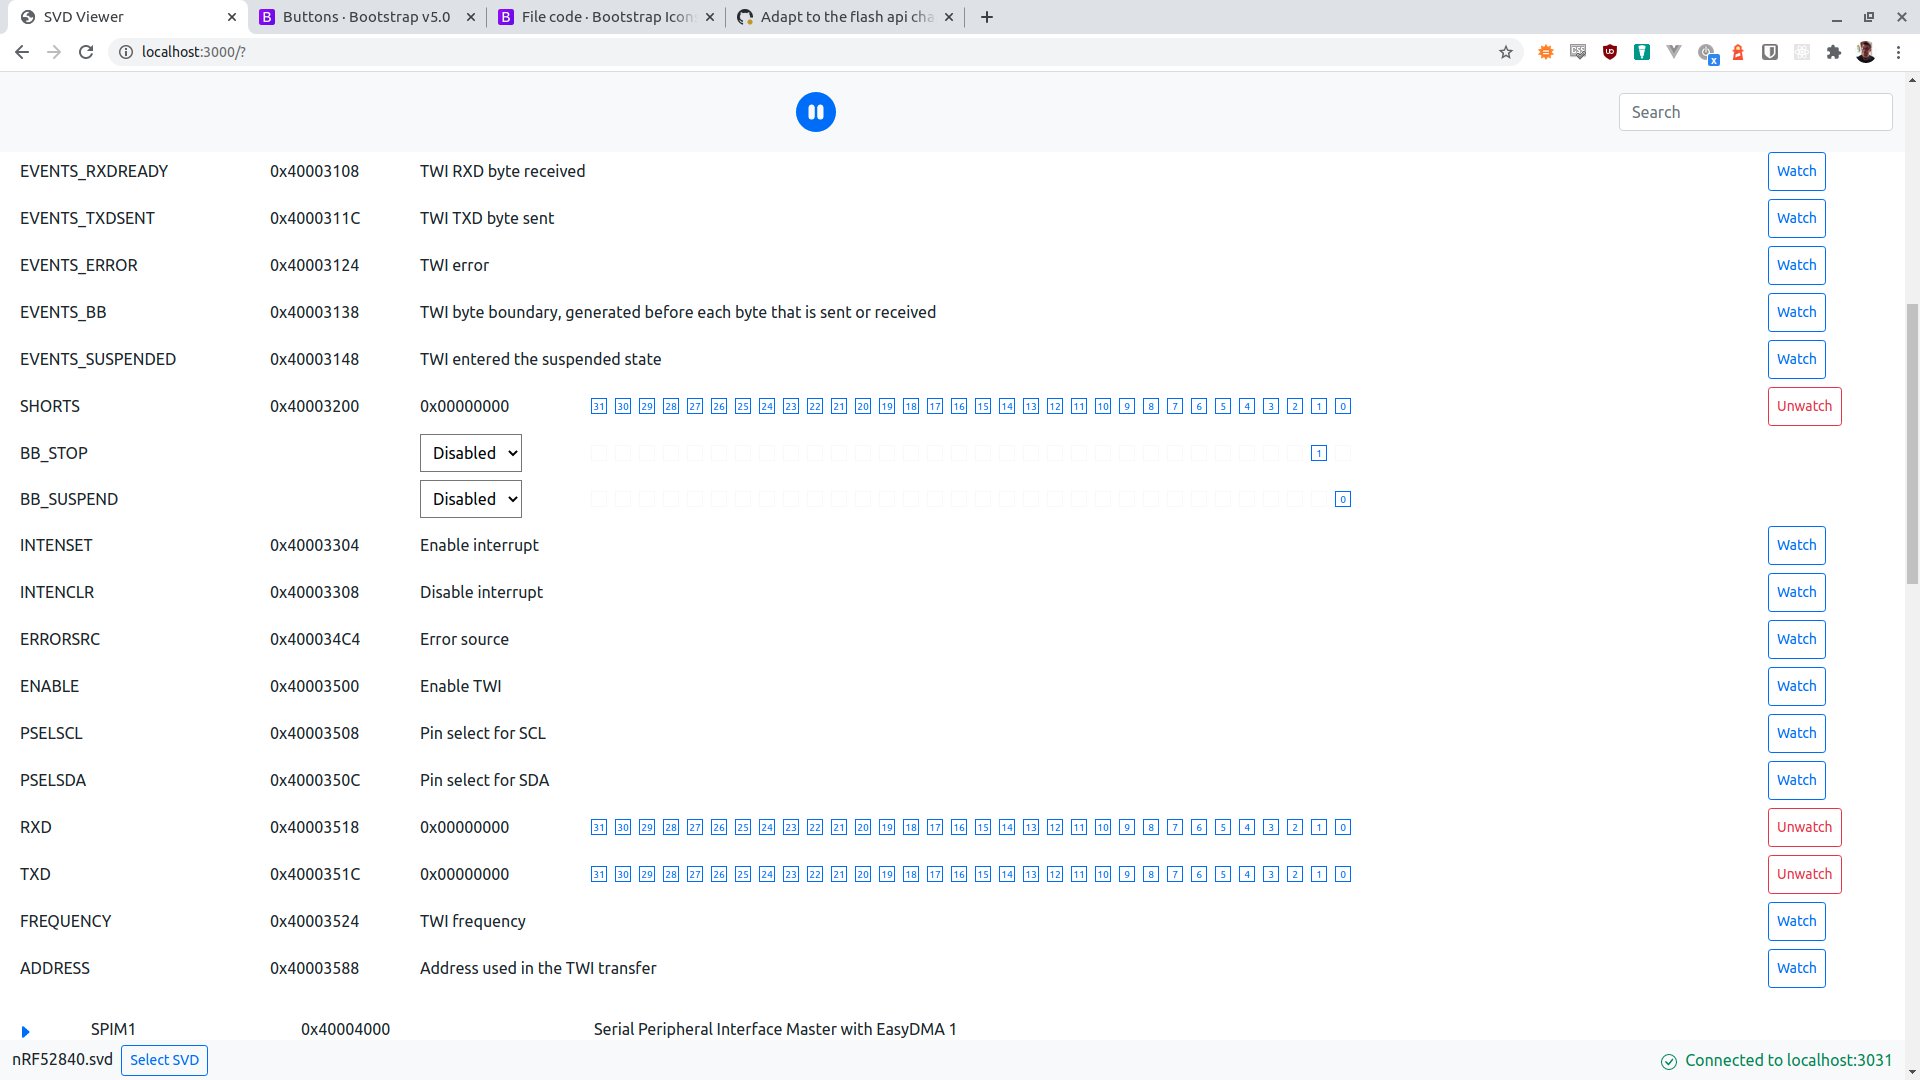 SVD Viewer Buttons · Bootstrap v5.0 File code · Bootstrap Icon Adapt to the flash api cha
localhost:3000/?
Search
EVENTS_RXDREADY 0x40003108 TWI RXD byte received Watch
EVENTS_TXDSENT 0x4000311C TWI TXD byte sent Watch
EVENTS_ERROR 0x40003124 TWI error Watch
EVENTS_BB 0x40003138 TWI byte boundary, generated before each byte that is sent or received Watch
EVENTS_SUSPENDED 0x40003148 TWI entered the suspended state Watch
SHORTS 0x40003200 0x00000000 31 30 29 28 27 26 25 24 23 22 21 20 19 18 17 16 15 14 13 12 11 10 9 8 7 6 5 4 3 2 1 0 Unwatch
BB_STOP Disabled 1
BB_SUSPEND Disabled 0
INTENSET 0x40003304 Enable interrupt Watch
INTENCLR 0x40003308 Disable interrupt Watch
ERRORSRC 0x400034C4 Error source Watch
ENABLE 0x40003500 Enable TWI Watch
PSELSCL 0x40003508 Pin select for SCL Watch
PSELSDA 0x4000350C Pin select for SDA Watch
RXD 0x40003518 0x00000000 31 30 29 28 27 26 25 24 23 22 21 20 19 18 17 16 15 14 13 12 11 10 9 8 7 6 5 4 3 2 1 0 Unwatch
TXD 0x4000351C 0x00000000 31 30 29 28 27 26 25 24 23 22 21 20 19 18 17 16 15 14 13 12 11 10 9 8 7 6 5 4 3 2 1 0 Unwatch
FREQUENCY 0x40003524 TWI frequency Watch
ADDRESS 0x40003588 Address used in the TWI transfer Watch
SPIM1 0x40004000 Serial Peripheral Interface Master with EasyDMA 1
nRF52840.svd Select SVD Connected to localhost:3031